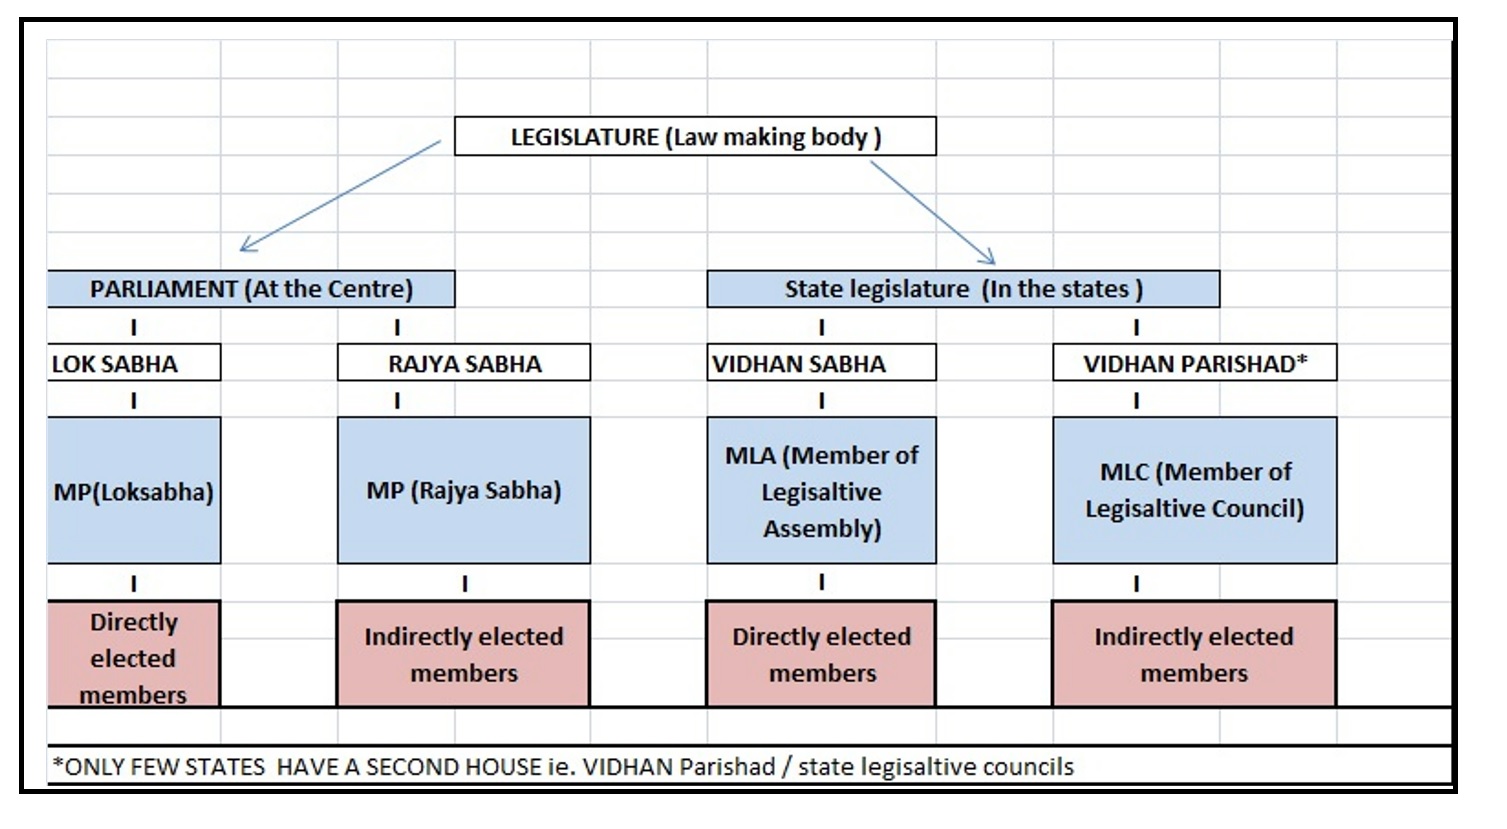 LEGISLATURE (Law making body )
PARLIAMENT (At the Centre)
State legislature  (In the states )
I
I
I
I
LOK SABHA
RAJYA SABHA
VIDHAN SABHA
VIDHAN PARISHAD*
I
I
I
I
MP(Loksabha)
MP (Rajya Sabha)
MLA (Member of
Legisaltive
Assembly)
MLC (Member of
Legisaltive Council)
I
I
I
I
Directly
elected
members
Indirectly elected
members
Directly elected
members
Indirectly elected
members
*ONLY FEW STATES  HAVE A SECOND HOUSE ie. VIDHAN Parishad / state legisaltive councils